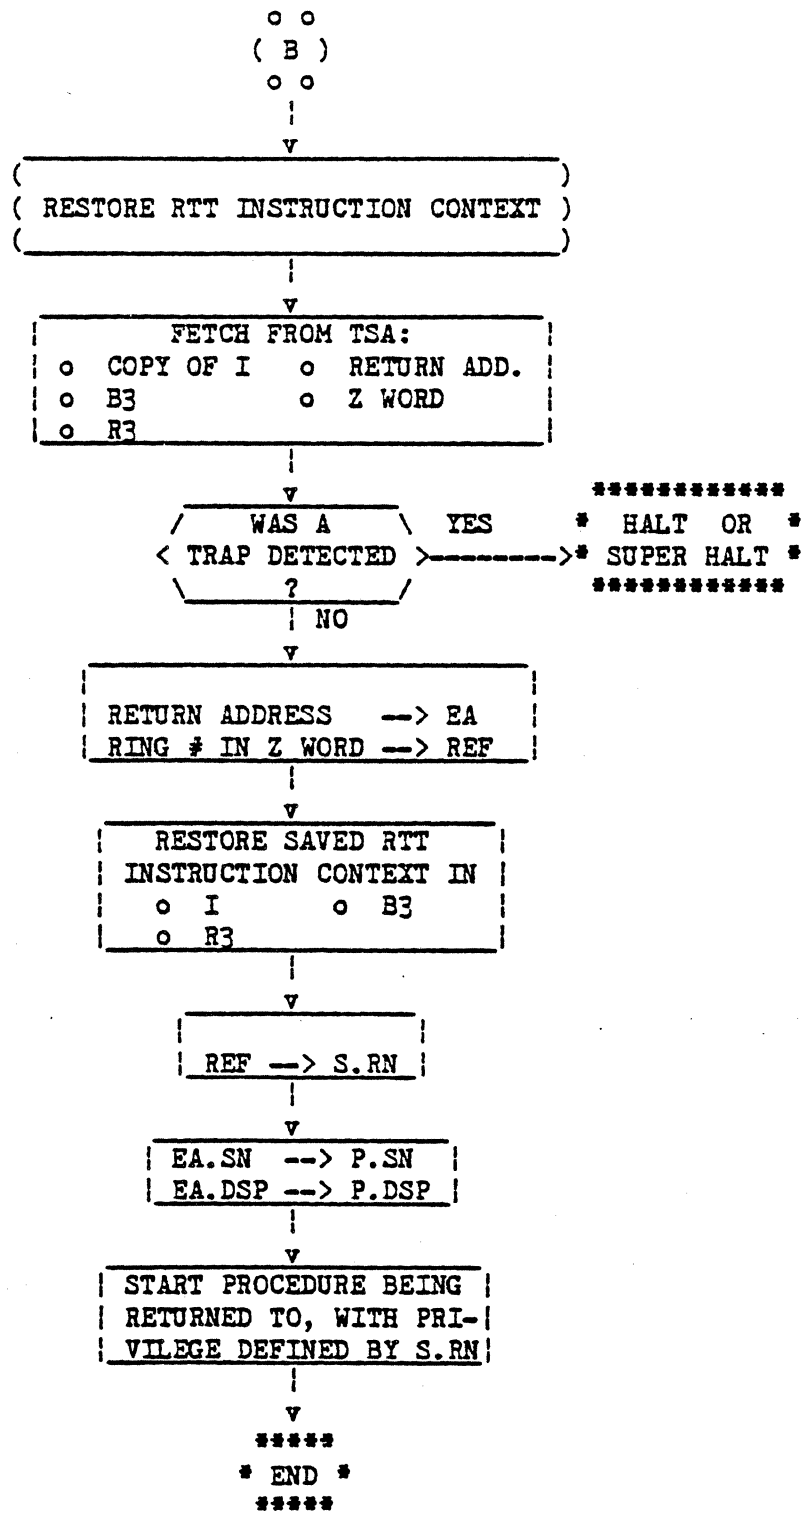 ( B )
( RESTORE RTT INSTRUCTION CONTEXT )
FETCH FROM TSA:
o COPY OF I o RETURN ADD.
o B3 o Z WORD
o R3
WAS A
TRAP DETECTED
?
YES
************
* HALT OR *
* SUPER HALT *
************
NO
RETURN ADDRESS --> EA
RING # IN Z WORD --> REF
RESTORE SAVED RTT
INSTRUCTION CONTEXT IN
o I o B3
o R3
REF --> S.RN
EA.SN --> P.SN
EA.DSP --> P.DSP
START PROCEDURE BEING
RETURNED TO, WITH PRI-
VILEGE DEFINED BY S.RN
*****
* END *
*****